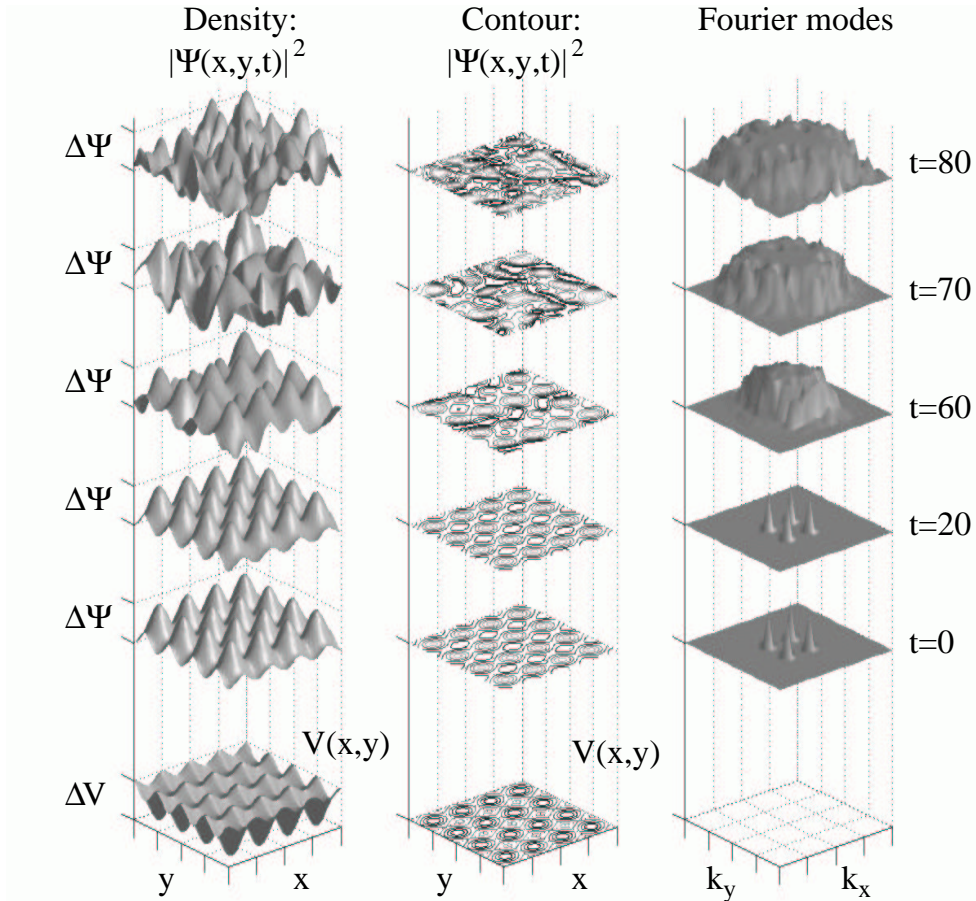 Density: Contour: Fourier modes
|Ψ(x,y,t)|² |Ψ(x,y,t)|²
ΔΨ t=80
ΔΨ t=70
ΔΨ t=60
ΔΨ t=20
ΔΨ t=0
V(x,y) V(x,y)
ΔV
y x y x k_y k_x